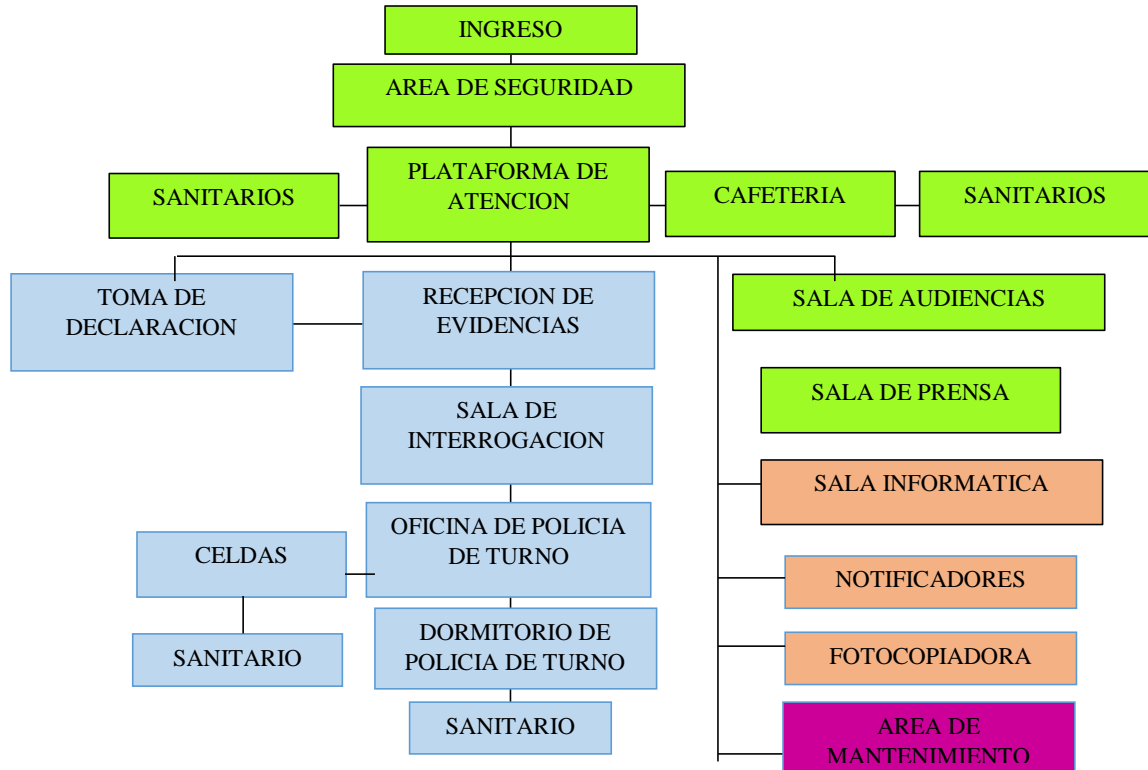 INGRESO
AREA DE SEGURIDAD
PLATAFORMA DE
ATENCION
SANITARIOS
CAFETERIA
SANITARIOS
TOMA DE
DECLARACION
RECEPCION DE
EVIDENCIAS
SALA DE AUDIENCIAS
SALA DE
INTERROGACION
SALA DE PRENSA
SALA INFORMATICA
OFICINA DE POLICIA
DE TURNO
CELDAS
NOTIFICADORES
DORMITORIO DE
POLICIA DE TURNO
SANITARIO
FOTOCOPIADORA
SANITARIO
AREA DE
MANTENIMIENTO